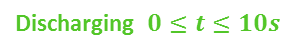 Discharging 0 ≤ t ≤ 10s